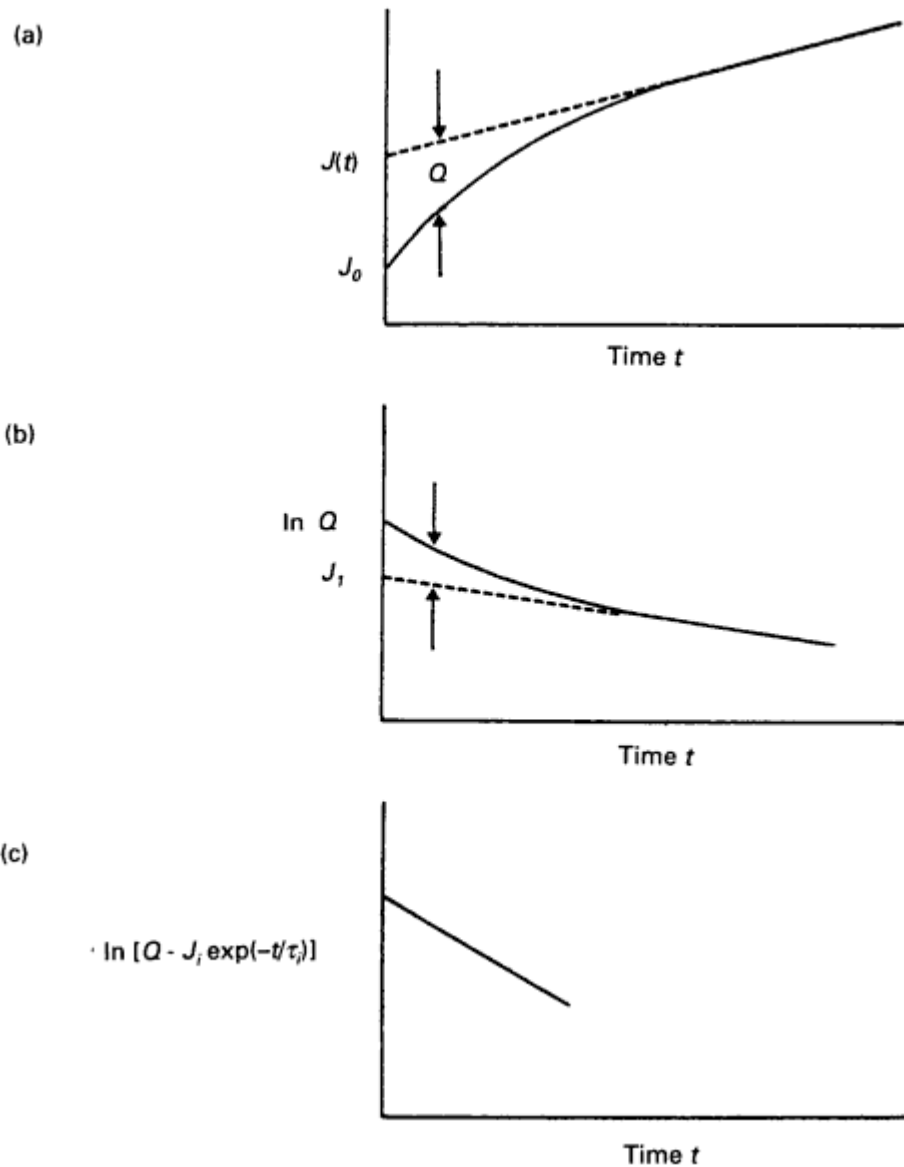 (a)
J(t)
Q
J₀
Time t
(b)
ln Q
J₁
Time t
(c)
· ln [Q - Jᵢ exp(−t/τᵢ)]
Time t